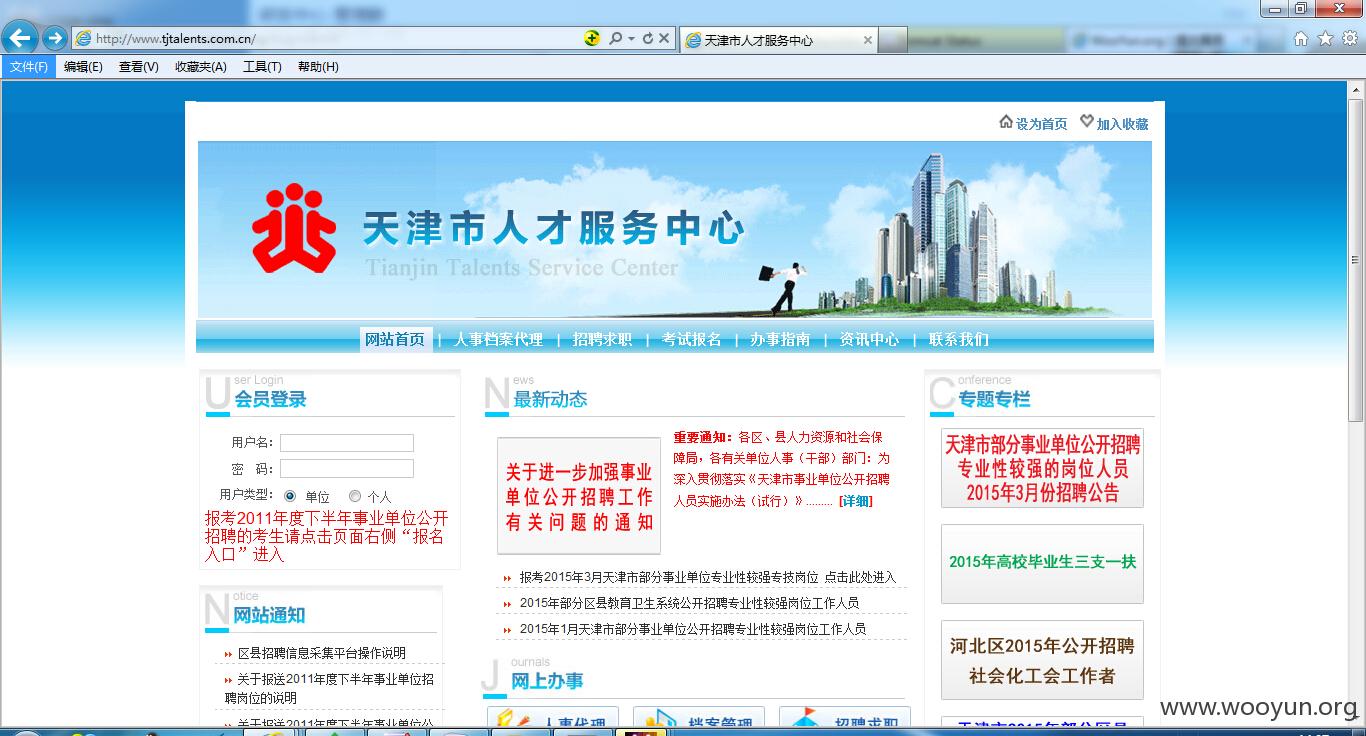 http://www.tjtalents.com.cn/
天津市人才服务中心
文件(F) 编辑(E) 查看(V) 收藏夹(A) 工具(T) 帮助(H)
设为首页 加入收藏
天津市人才服务中心
Tianjin Talents Service Center
网站首页 | 人事档案代理 | 招聘求职 | 考试报名 | 办事指南 | 资讯中心 | 联系我们
User Login
会员登录
用户名：
密 码：
用户类型： 单位 个人
报考2011年度下半年事业单位公开
招聘的考生请点击页面右侧“报名
入口”进入
Notice
网站通知
区县招聘信息采集平台操作说明
关于报送2011年度下半年事业单位招
聘岗位的说明
关于报送2011年度下半年事业单位公
News
最新动态
关于进一步加强事业
单位公开招聘工作
有关问题的通知
重要通知：各区、县人力资源和社会保
障局，各有关单位人事（干部）部门：为
深入贯彻落实《天津市事业单位公开招聘
人员实施办法（试行）》......... [详细]
报考2015年3月天津市部分事业单位专业性较强专技岗位 点击此处进入
2015年部分区县教育卫生系统公开招聘专业性较强岗位工作人员
2015年1月天津市部分事业单位公开招聘专业性较强岗位工作人员
Journals
网上办事
人事代理 档案管理 招聘求职
Conference
专题专栏
天津市部分事业单位公开招聘
专业性较强的岗位人员
2015年3月份招聘公告
2015年高校毕业生三支一扶
河北区2015年公开招聘
社会化工会工作者
天津市2015年部分区县
www.wooyun.org